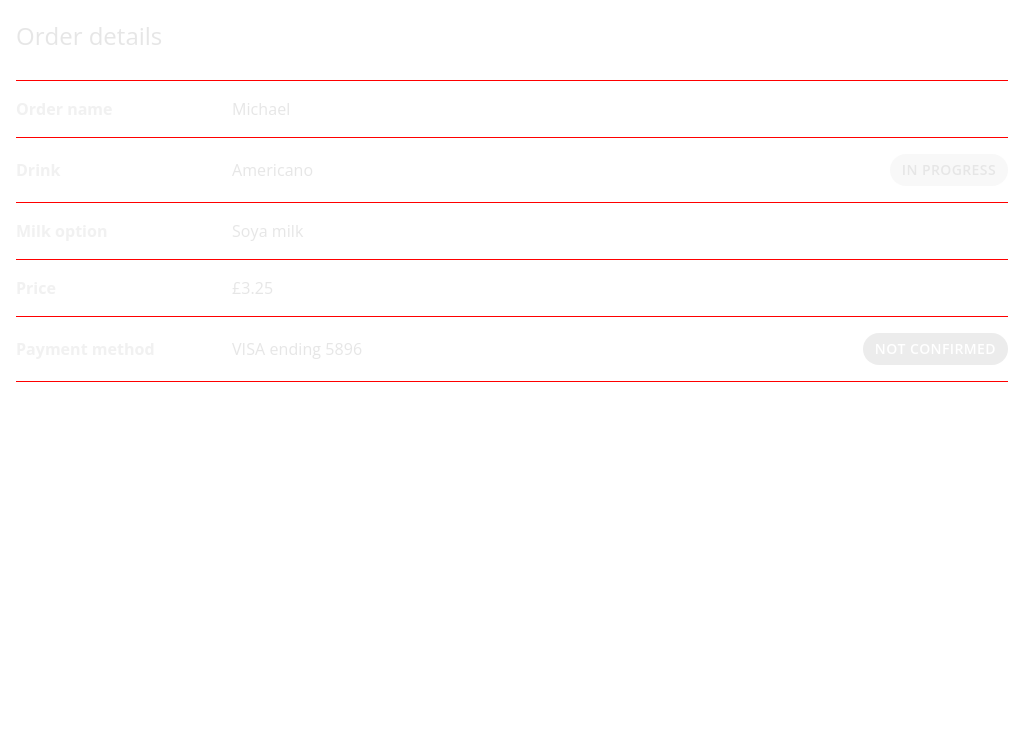 Order details
Order name Michael
Drink Americano IN PROGRESS
Milk option Soya milk
Price £3.25
Payment method VISA ending 5896 NOT CONFIRMED